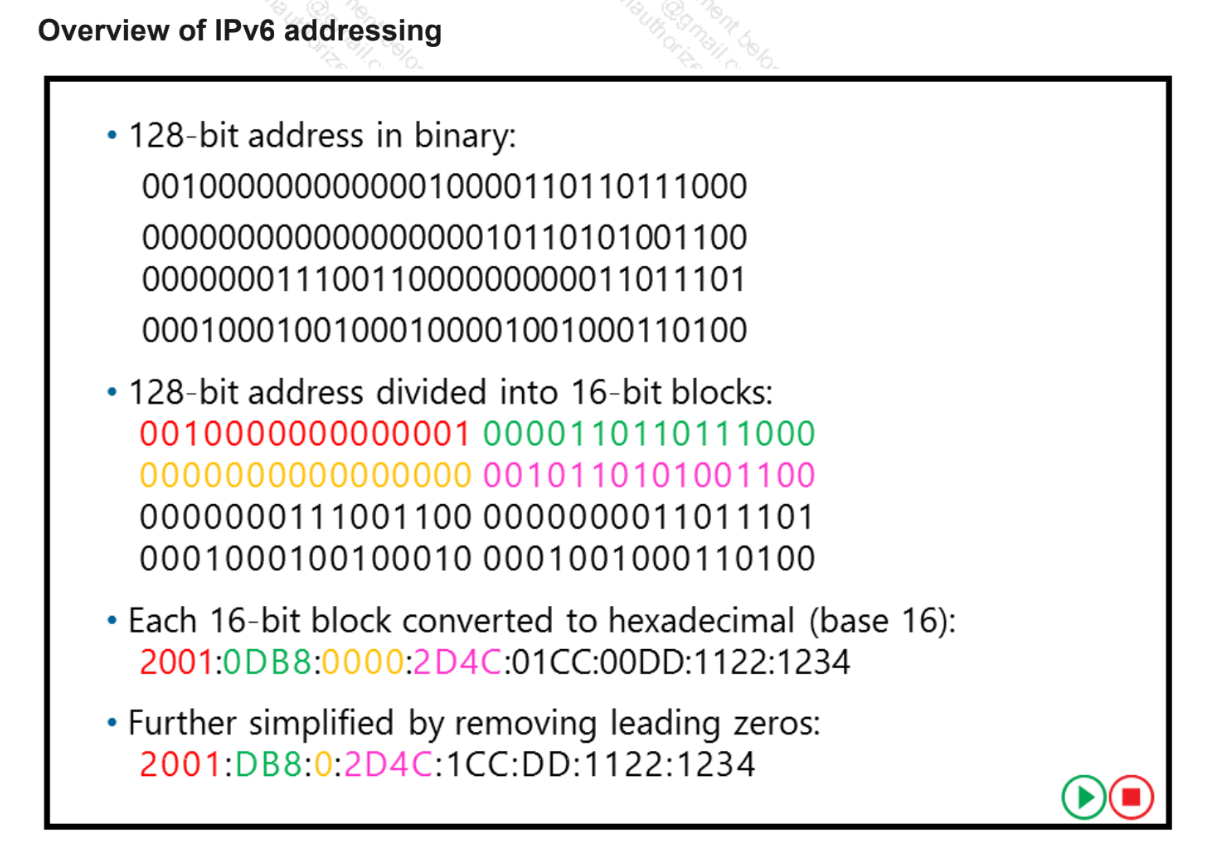 Overview of IPv6 addressing
• 128-bit address in binary:
00100000000000010000110110111000
00000000000000000010110101001100
00000001110011000000000011011101
00010001001000100001001000110100
• 128-bit address divided into 16-bit blocks:
0010000000000001 0000110110111000
0000000000000000 0010110101001100
0000000111001100 0000000011011101
0001000100100010 0001001000110100
• Each 16-bit block converted to hexadecimal (base 16):
2001:0DB8:0000:2D4C:01CC:00DD:1122:1234
• Further simplified by removing leading zeros:
2001:DB8:0:2D4C:1CC:DD:1122:1234